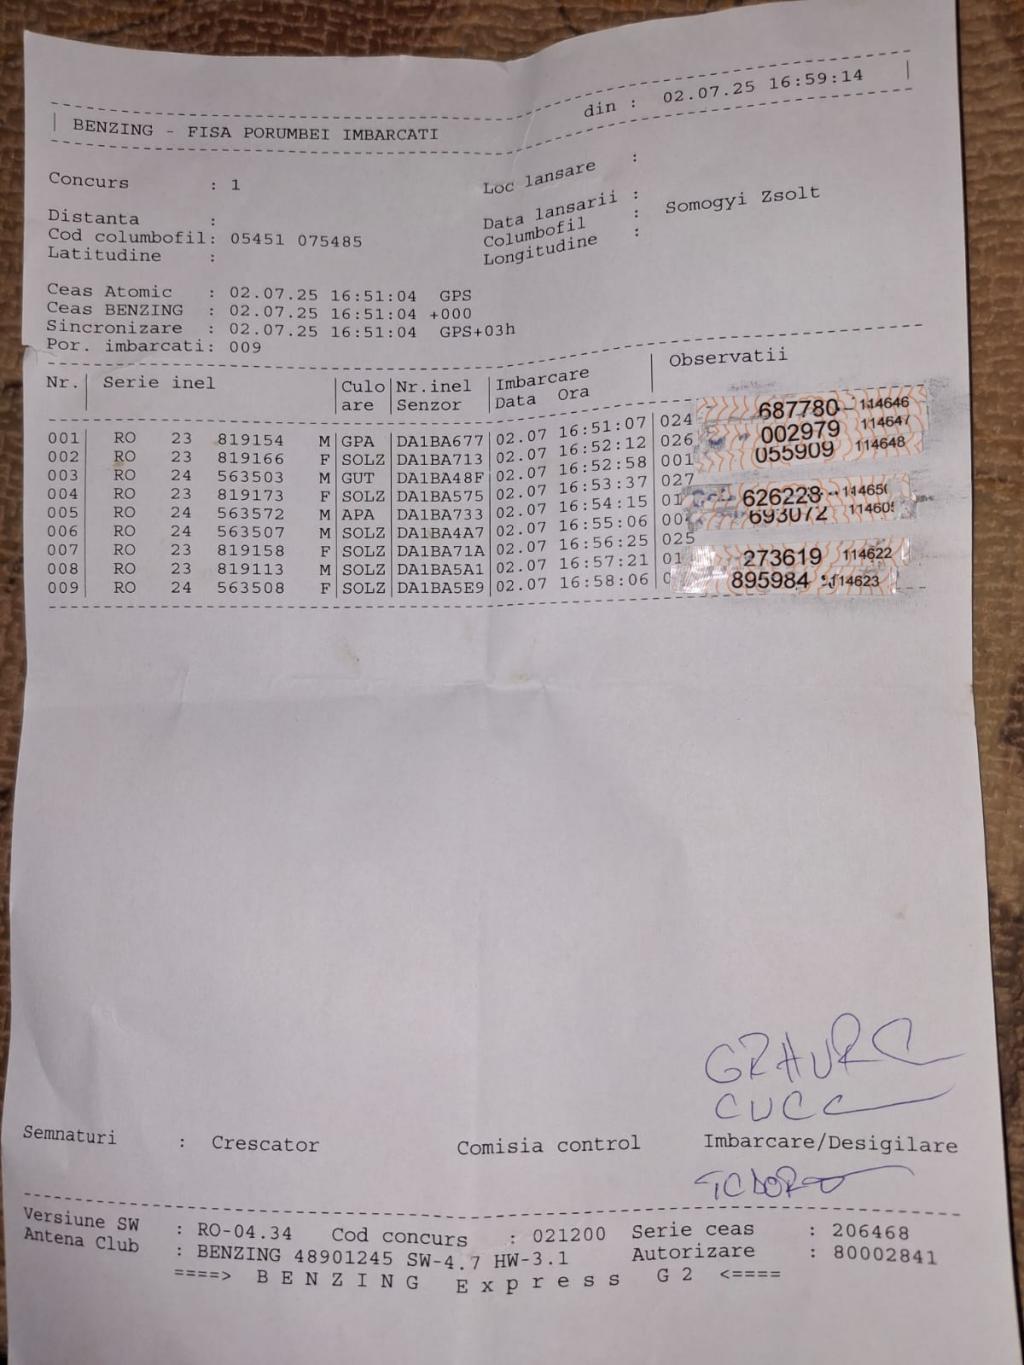 din : 02.07.25 16:59:14
BENZING - FISA PORUMBEI IMBARCATI
Concurs : 1
Loc lansare :
Distanta :
Data lansarii :
Cod columbofil: 05451 075485
Columbofil : Somogyi Zsolt
Latitudine :
Longitudine :
Ceas Atomic : 02.07.25 16:51:04 GPS
Ceas BENZING : 02.07.25 16:51:04 +000
Sincronizare : 02.07.25 16:51:04 GPS+03h
Por. imbarcati: 009
Nr. Serie inel Culo Nr.inel Imbarcare Observatii
are Senzor Data Ora
001 RO 23 819154 M GPA DA1BA677 02.07 16:51:07 024 687780 114646
002 RO 23 819166 F SOLZ DA1BA713 02.07 16:52:12 026 002979 114647
003 RO 24 563503 M GUT DA1BA48F 02.07 16:52:58 001 055909 114648
004 RO 23 819173 F SOLZ DA1BA575 02.07 16:53:37 027
005 RO 24 563572 M APA DA1BA733 02.07 16:54:15 626228
006 RO 24 563507 M SOLZ DA1BA4A7 02.07 16:55:06 693072
007 RO 23 819158 F SOLZ DA1BA71A 02.07 16:56:25 025
008 RO 23 819113 M SOLZ DA1BA5A1 02.07 16:57:21 273619 114622
009 RO 24 563508 F SOLZ DA1BA5E9 02.07 16:58:06 895984 114623
Semnaturi : Crescator Comisia control Imbarcare/Desigilare
Versiune SW : RO-04.34 Cod concurs : 021200 Serie ceas : 206468
Antena Club : BENZING 48901245 SW-4.7 HW-3.1 Autorizare : 80002841
====> B E N Z I N G E x p r e s s G 2 <====